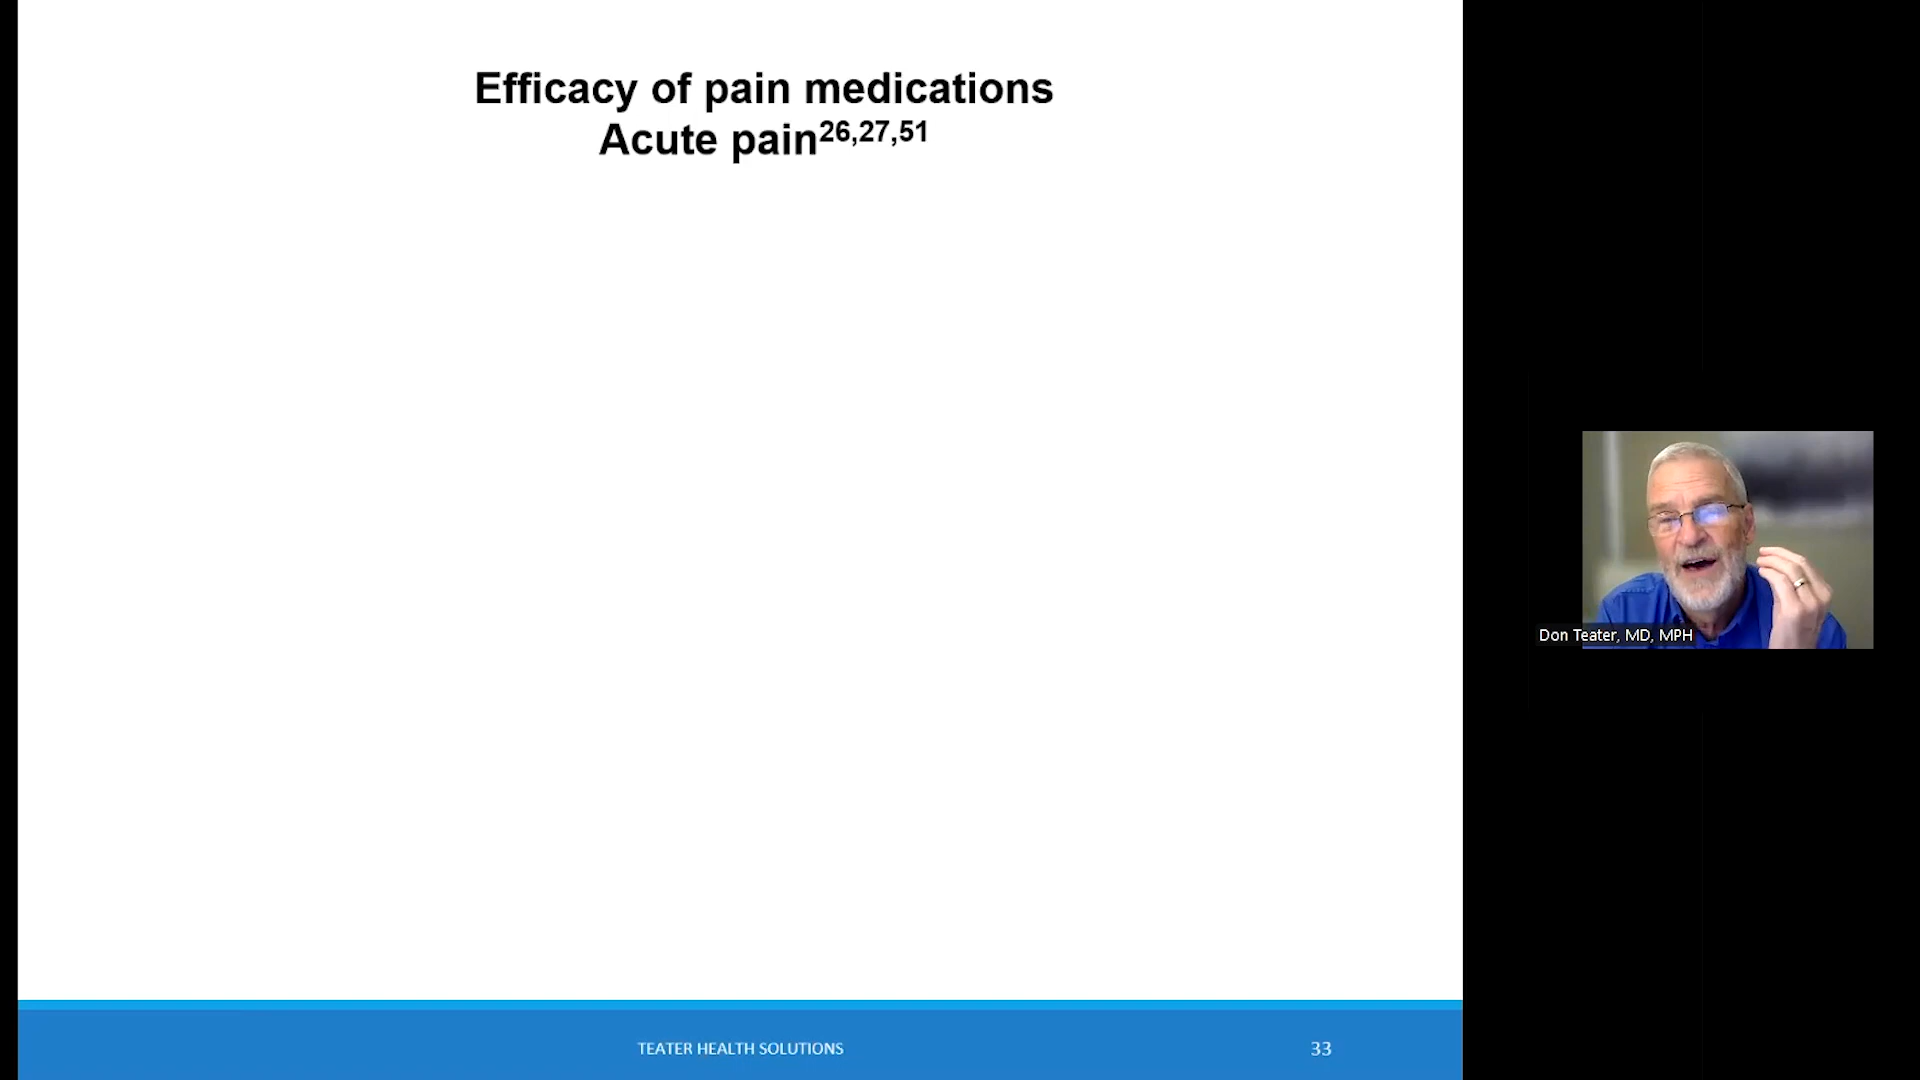 Efficacy of pain medications
Acute pain26,27,51
Don Teater, MD, MPH
TEATER HEALTH SOLUTIONS
33